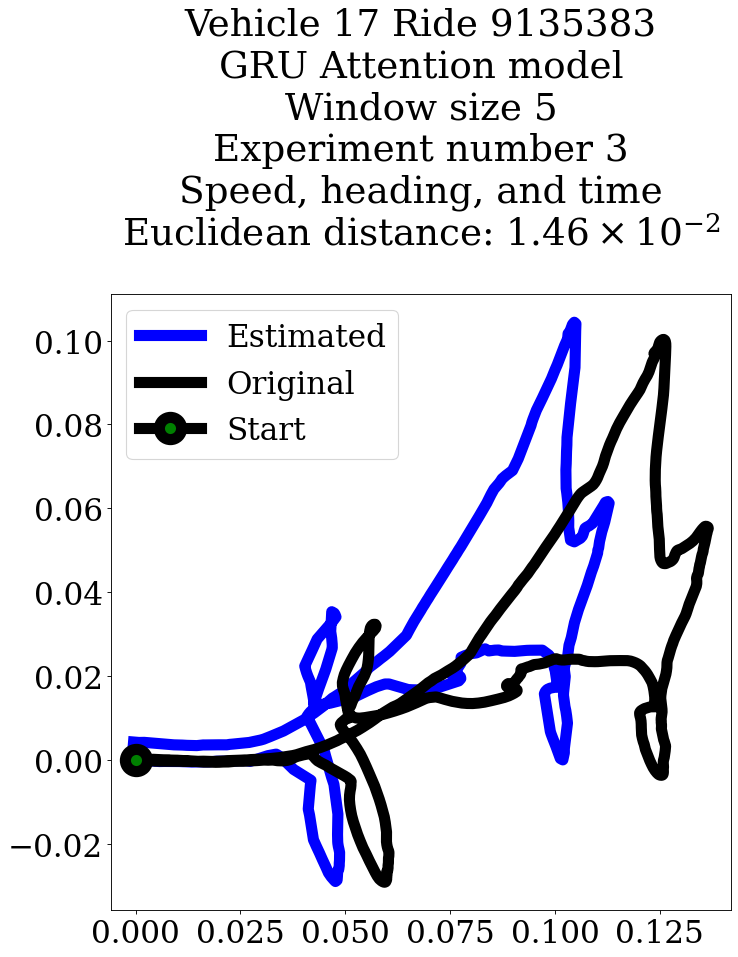 Vehicle 17 Ride 9135383
GRU Attention model
Window size 5
Experiment number 3
Speed, heading, and time
Euclidean distance: 1.46 × 10⁻²
Estimated
Original
Start
0.10
0.08
0.06
0.04
0.02
0.00
−0.02
0.000 0.025 0.050 0.075 0.100 0.125